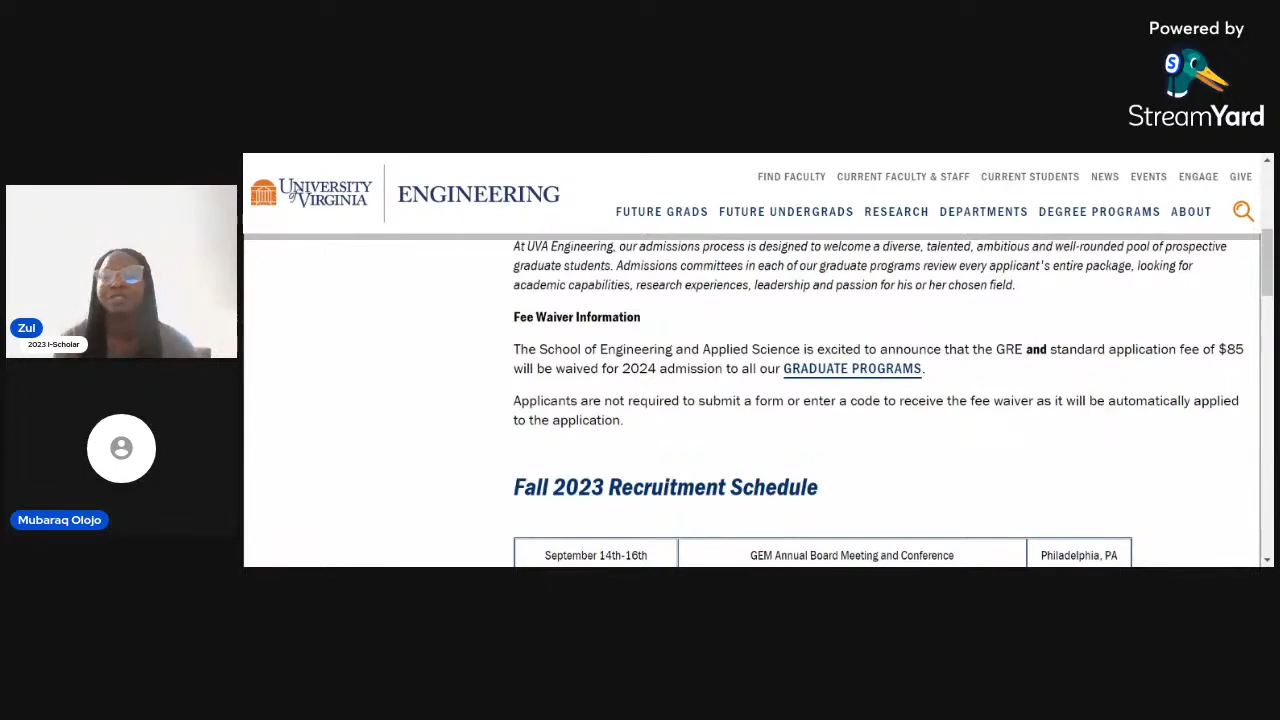 Powered by
S
StreamYard
UNIVERSITY
of VIRGINIA
ENGINEERING
FIND FACULTY CURRENT FACULTY & STAFF CURRENT STUDENTS NEWS EVENTS ENGAGE GIVE
FUTURE GRADS FUTURE UNDERGRADS RESEARCH DEPARTMENTS DEGREE PROGRAMS ABOUT
At UVA Engineering, our admissions process is designed to welcome a diverse, talented, ambitious and well-rounded pool of prospective
graduate students. Admissions committees in each of our graduate programs review every applicant's entire package, looking for
academic capabilities, research experiences, leadership and passion for his or her chosen field.
Fee Waiver Information
The School of Engineering and Applied Science is excited to announce that the GRE and standard application fee of $85
will be waived for 2024 admission to all our GRADUATE PROGRAMS.
Applicants are not required to submit a form or enter a code to receive the fee waiver as it will be automatically applied
to the application.
Fall 2023 Recruitment Schedule
September 14th-16th GEM Annual Board Meeting and Conference Philadelphia, PA
Zul
2023 I-Scholar
Mubaraq Olojo